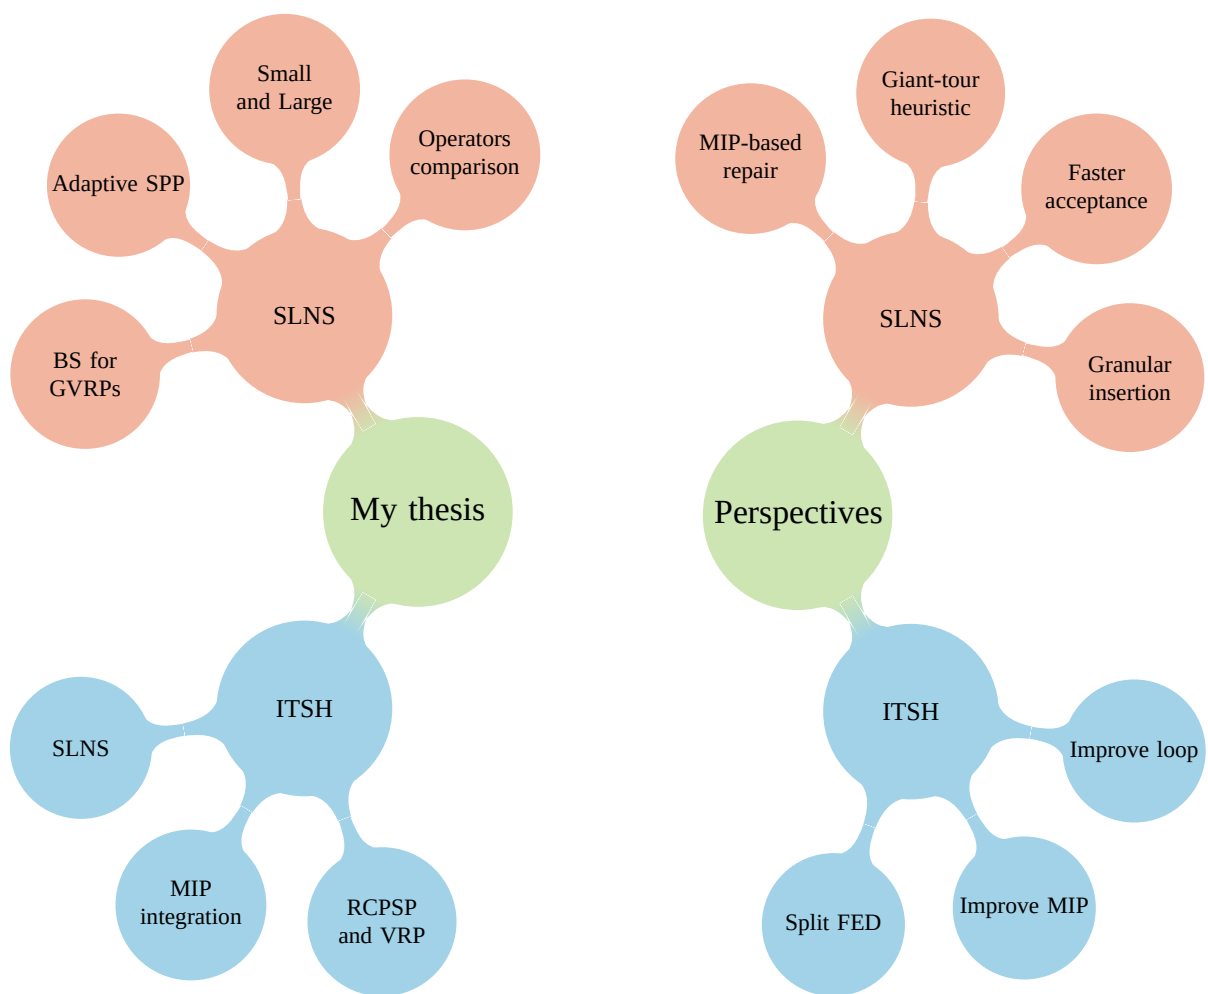 Small
and Large
Operators
comparison
Adaptive SPP
SLNS
BS for
GVRPs
My thesis
ITSH
SLNS
MIP
integration
RCPSP
and VRP
Giant-tour
heuristic
MIP-based
repair
Faster
acceptance
SLNS
Granular
insertion
Perspectives
ITSH
Improve loop
Improve MIP
Split FED